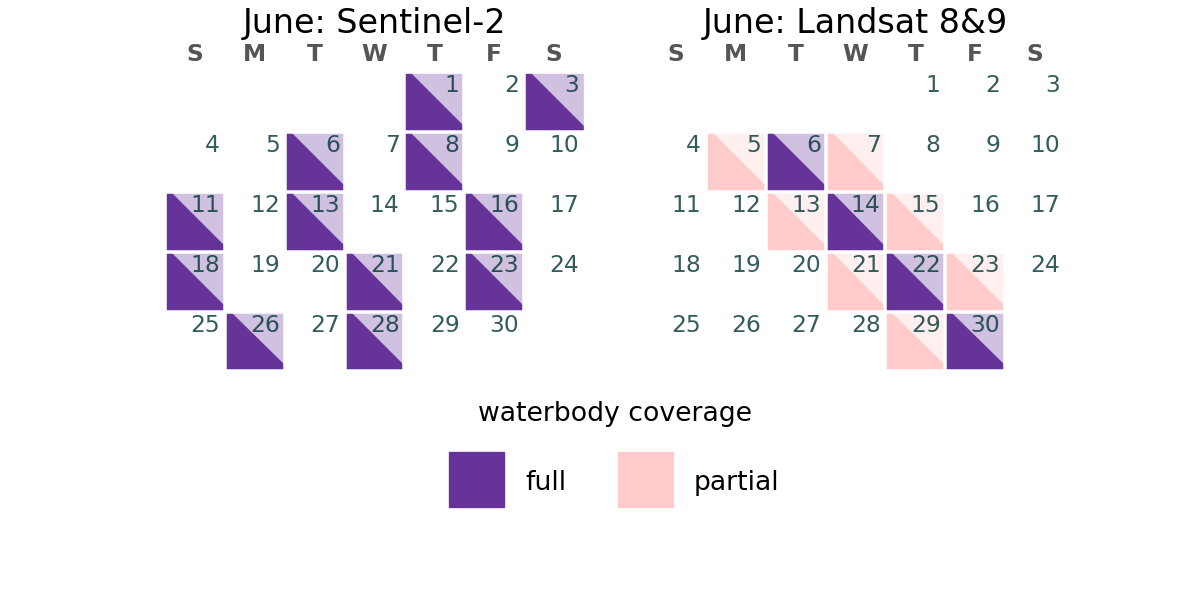 June: Sentinel-2
S M T W T F S
1 2 3
4 5 6 7 8 9 10
11 12 13 14 15 16 17
18 19 20 21 22 23 24
25 26 27 28 29 30
June: Landsat 8&9
S M T W T F S
1 2 3
4 5 6 7 8 9 10
11 12 13 14 15 16 17
18 19 20 21 22 23 24
25 26 27 28 29 30
waterbody coverage
full partial